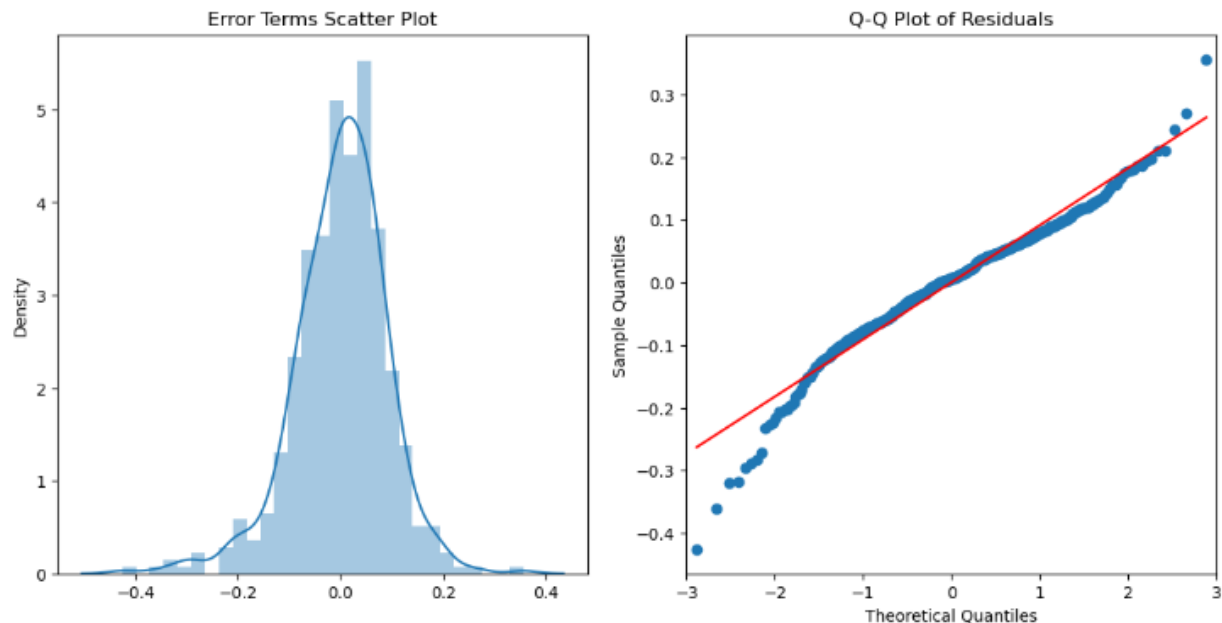 Error Terms Scatter Plot
Density
5
4
3
2
1
0
−0.4 −0.2 0.0 0.2 0.4
Q-Q Plot of Residuals
Sample Quantiles
0.3
0.2
0.1
0.0
−0.1
−0.2
−0.3
−0.4
−3 −2 −1 0 1 2 3
Theoretical Quantiles